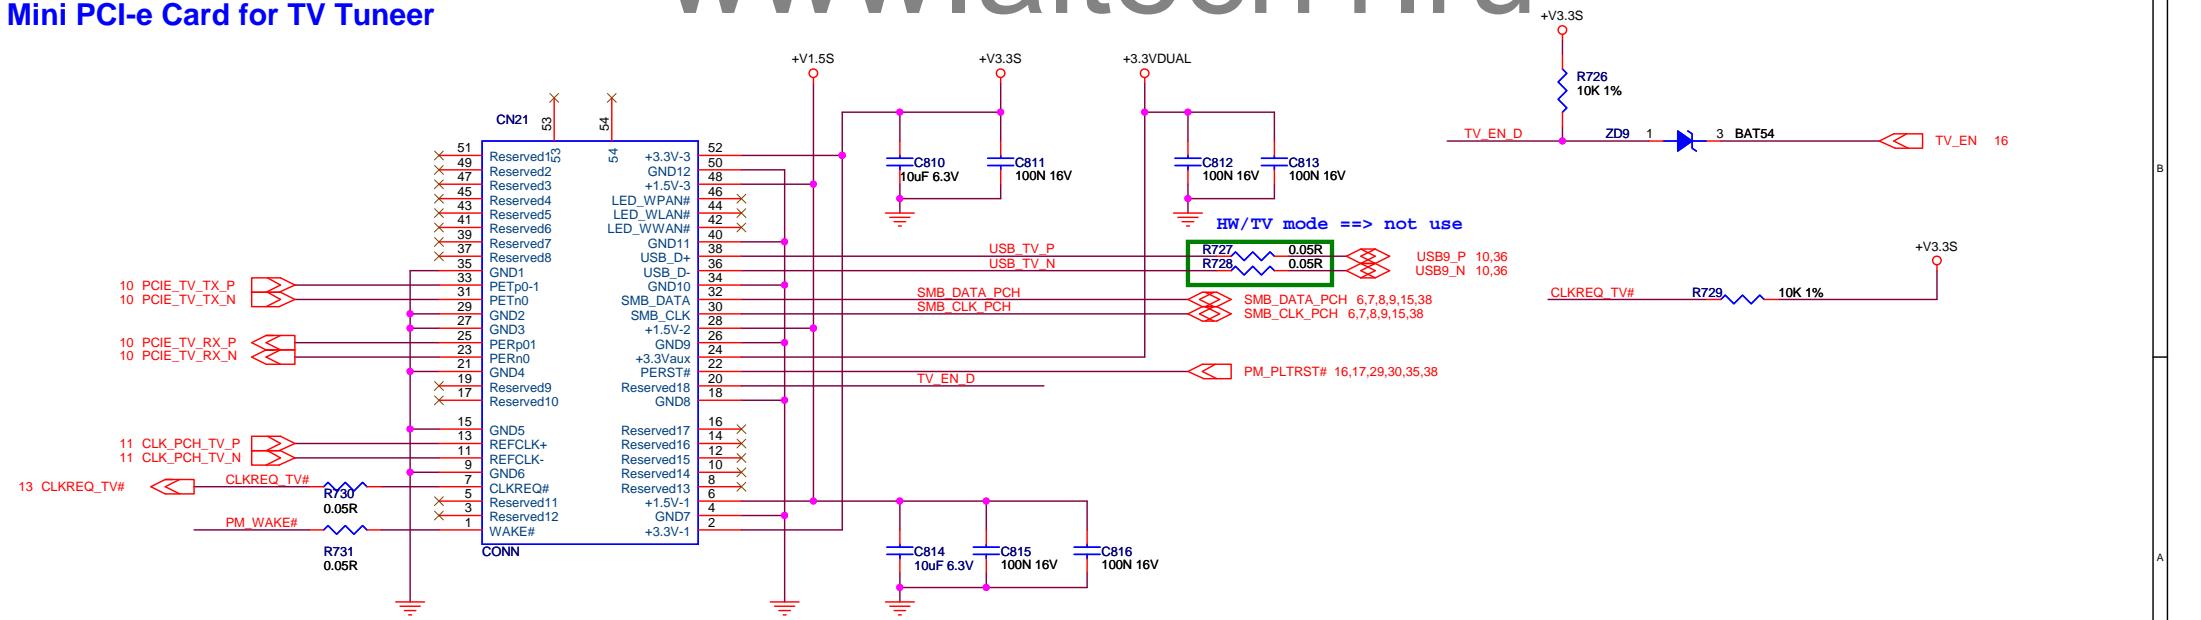 Mini PCI-e Card for TV Tuneer
+V1.5S
+V3.3S
+3.3VDUAL
+V3.3S
R726
10K 1%
TV_EN_D
ZD9
1
3
BAT54
TV_EN 16
B
CN21
53
54
53
54
51 Reserved1
49 Reserved2
47 Reserved3
45 Reserved4
43 Reserved5
41 Reserved6
39 Reserved7
37 Reserved8
35 GND1
33 PETp0-1
31 PETn0
29 GND2
27 GND3
25 PERp01
23 PERn0
21 GND4
19 Reserved9
17 Reserved10
15 GND5
13 REFCLK+
11 REFCLK-
9 GND6
7 CLKREQ#
5 Reserved11
3 Reserved12
1 WAKE#
CONN
+3.3V-3 52
GND12 50
+1.5V-3 48
LED_WPAN# 46
LED_WLAN# 44
LED_WWAN# 42
GND11 40
USB_D+ 38
USB_D- 36
GND10 34
SMB_DATA 32
SMB_CLK 30
+1.5V-2 28
GND9 26
+3.3Vaux 24
PERST# 22
Reserved18 20
GND8 18
Reserved17 16
Reserved16 14
Reserved15 12
Reserved14 10
Reserved13 8
+1.5V-1 6
GND7 4
+3.3V-1 2
10 PCIE_TV_TX_P
10 PCIE_TV_TX_N
10 PCIE_TV_RX_P
10 PCIE_TV_RX_N
11 CLK_PCH_TV_P
11 CLK_PCH_TV_N
13 CLKREQ_TV#
CLKREQ_TV#
R730
0.05R
PM_WAKE#
R731
0.05R
C810
10uF 6.3V
C811
100N 16V
C812
100N 16V
C813
100N 16V
HW/TV mode ==> not use
USB_TV_P
R727
0.05R
USB9_P 10,36
USB_TV_N
R728
0.05R
USB9_N 10,36
SMB_DATA_PCH
SMB_DATA_PCH 6,7,8,9,15,38
SMB_CLK_PCH
SMB_CLK_PCH 6,7,8,9,15,38
PM_PLTRST# 16,17,29,30,35,38
TV_EN_D
+V3.3S
CLKREQ_TV#
R729
10K 1%
C814
10uF 6.3V
C815
100N 16V
C816
100N 16V
A